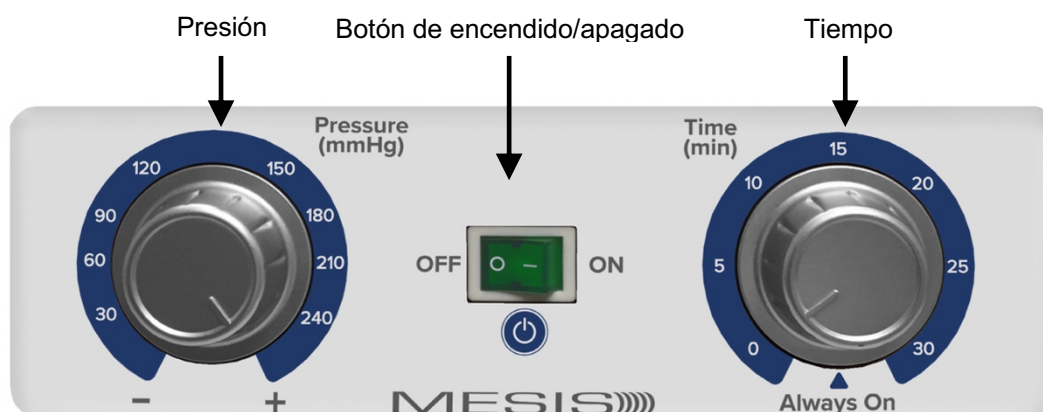 Presión
Botón de encendido/apagado
Tiempo
Pressure
(mmHg)
30
60
90
120
150
180
210
240
-
+
OFF
O –
ON
MESIS
Time
(min)
0
5
10
15
20
25
30
Always On